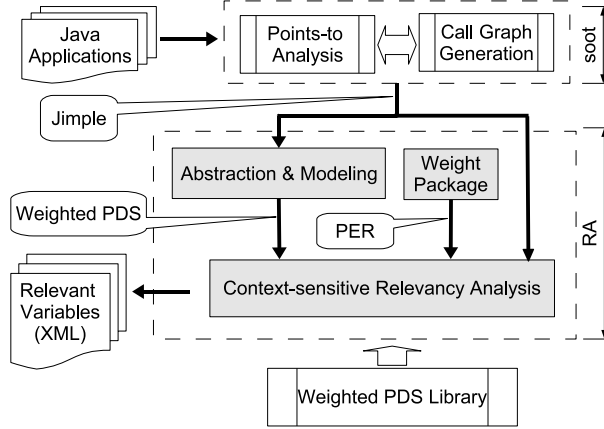 Java
Applications
Points-to
Analysis
Call Graph
Generation
soot
Jimple
Abstraction & Modeling
Weight
Package
Weighted PDS
PER
RA
Relevant
Variables
(XML)
Context-sensitive Relevancy Analysis
Weighted PDS Library